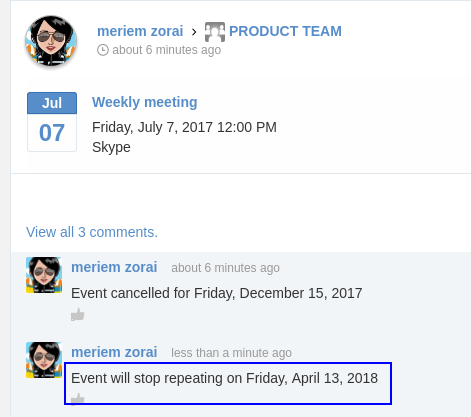 meriem zorai › PRODUCT TEAM
about 6 minutes ago
Jul
07
Weekly meeting
Friday, July 7, 2017 12:00 PM
Skype
View all 3 comments.
meriem zorai about 6 minutes ago
Event cancelled for Friday, December 15, 2017
meriem zorai less than a minute ago
Event will stop repeating on Friday, April 13, 2018